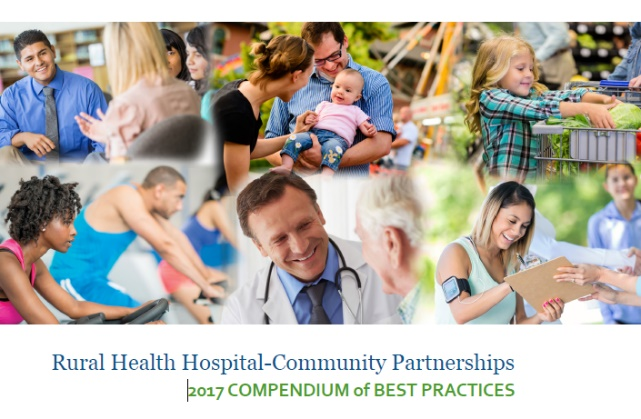 Rural Health Hospital-Community Partnerships
2017 COMPENDIUM of BEST PRACTICES